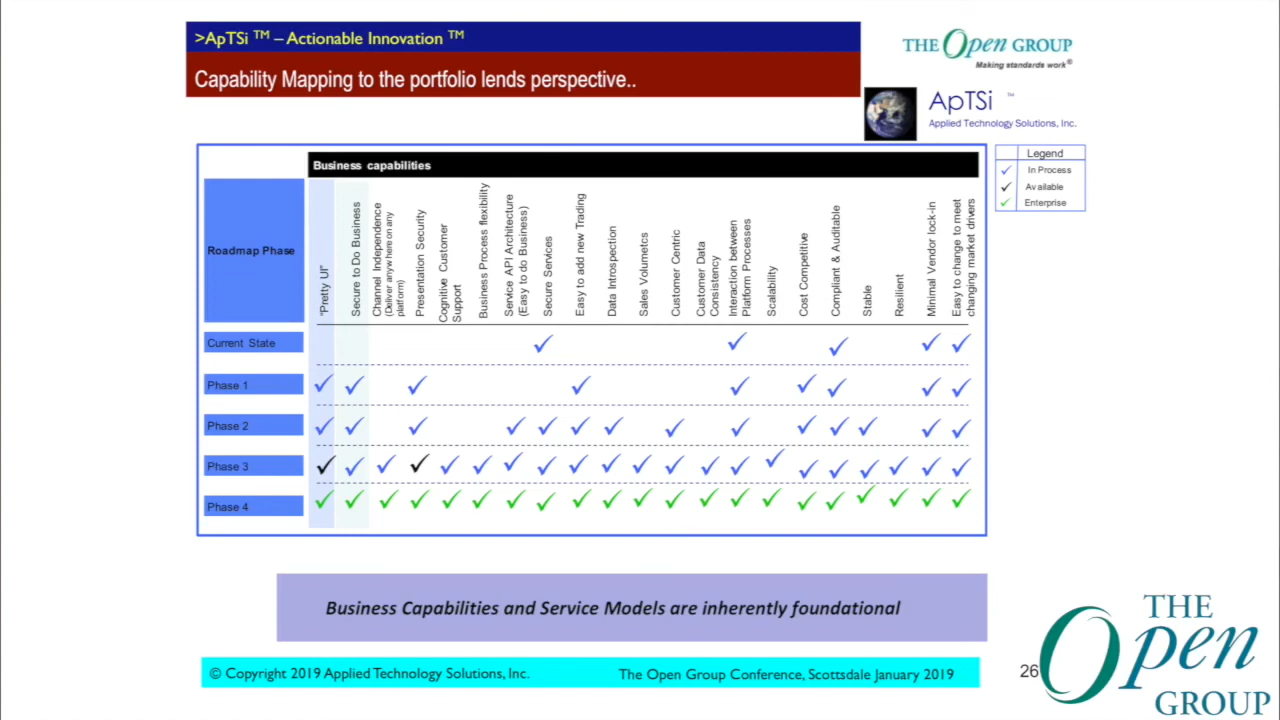 >ApTSi ™ – Actionable Innovation ™
Capability Mapping to the portfolio lends perspective..
THE Open GROUP
Making standards work®
ApTSi ™
Applied Technology Solutions, Inc.
Legend
In Process
Available
Enterprise
Business capabilities
Roadmap Phase
"Pretty UI"
Secure to Do Business
Channel Independence
(Deliver anywhere on any
platform)
Presentation Security
Cognitive Customer
Support
Business Process flexibility
Service API Architecture
(Easy to do Business)
Secure Services
Easy to add new Trading
Data Introspection
Sales Volumetcs
Customer Centric
Customer Data
Consistency
Interaction between
Platform Processes
Scalability
Cost Competitive
Compliant & Auditable
Stable
Resilient
Minimal Vendor lock-in
Easy to change to meet
changing market drivers
Current State
Phase 1
Phase 2
Phase 3
Phase 4
Business Capabilities and Service Models are inherently foundational
© Copyright 2019 Applied Technology Solutions, Inc.
The Open Group Conference, Scottsdale January 2019
26
THE
Open
GROUP